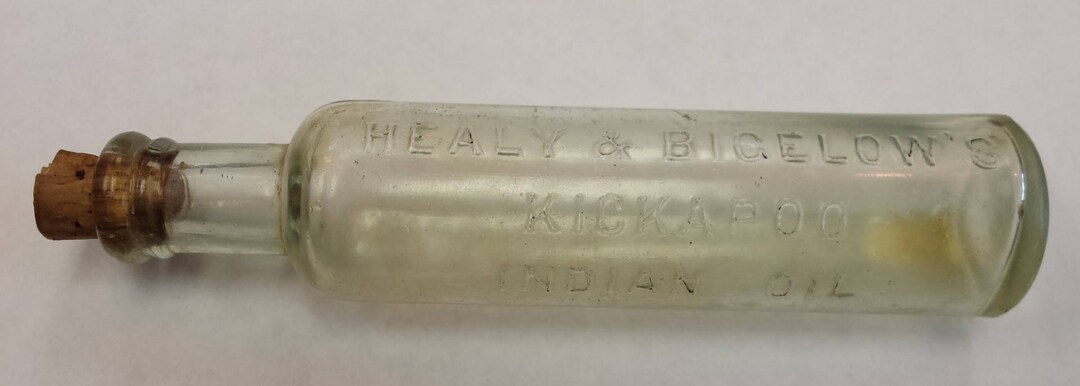 HEALY & BIGELOW'S
KICKAPOO
INDIAN OIL